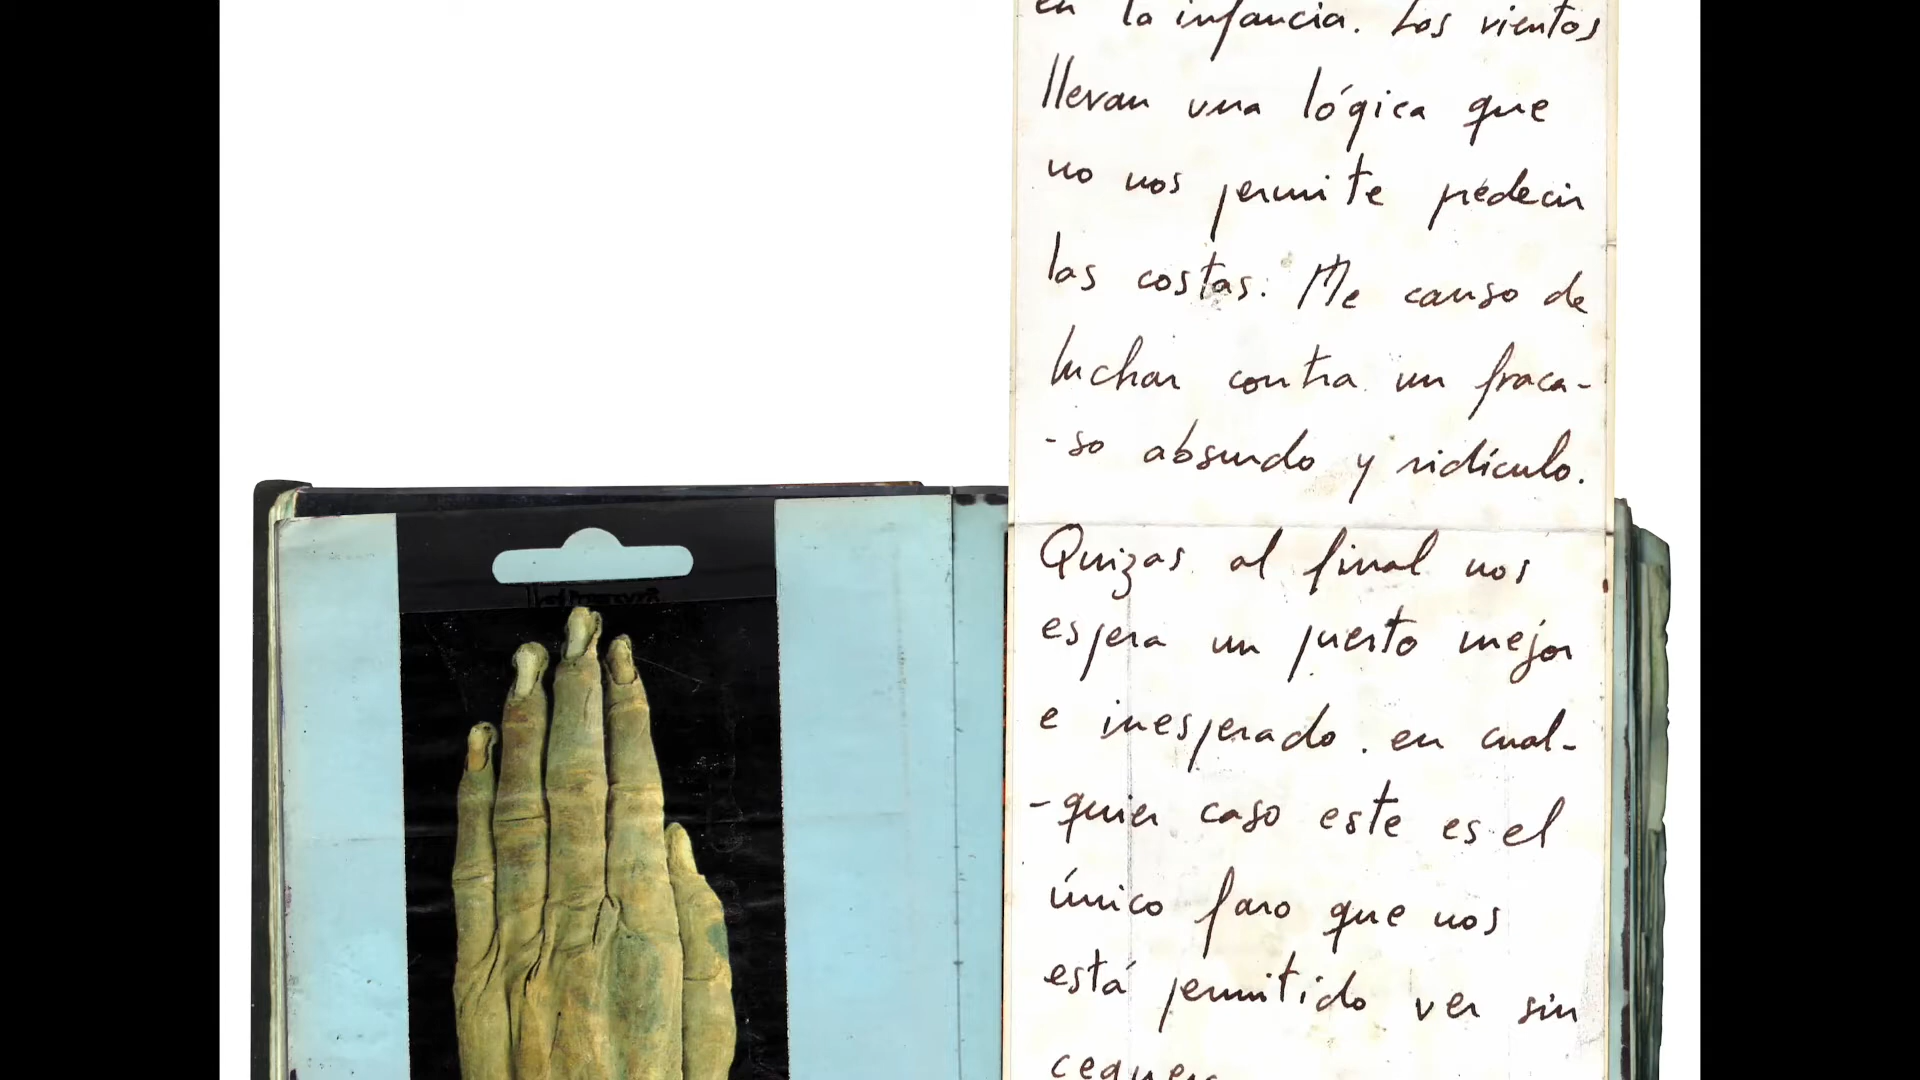 en la infancia. Los vientos
llevan una lógica que
no nos permite predecir
las costas. Me canso de
luchar contra un fraca-
-so absurdo y ridículo.
Quizas al final nos
espera un puerto mejor
e inesperado. en cual-
-quier caso este es el
único faro que nos
está permitido ver sin